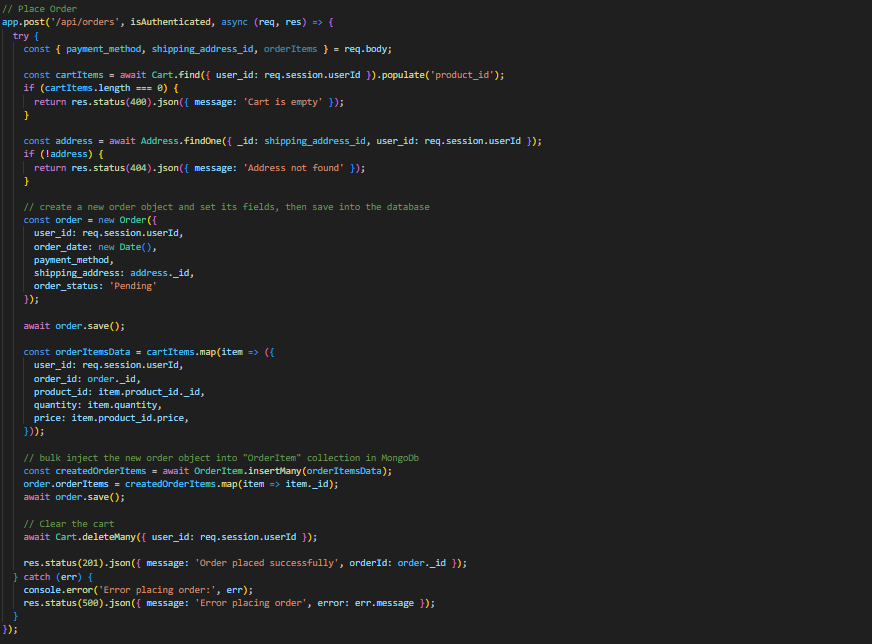 // Place Order
app.post('/api/orders', isAuthenticated, async (req, res) => {
  try {
    const { payment_method, shipping_address_id, orderItems } = req.body;

    const cartItems = await Cart.find({ user_id: req.session.userId }).populate('product_id');
    if (cartItems.length === 0) {
      return res.status(400).json({ message: 'Cart is empty' });
    }

    const address = await Address.findOne({ _id: shipping_address_id, user_id: req.session.userId });
    if (!address) {
      return res.status(404).json({ message: 'Address not found' });
    }

    // create a new order object and set its fields, then save into the database
    const order = new Order({
      user_id: req.session.userId,
      order_date: new Date(),
      payment_method,
      shipping_address: address._id,
      order_status: 'Pending'
    });

    await order.save();

    const orderItemsData = cartItems.map(item => ({
      user_id: req.session.userId,
      order_id: order._id,
      product_id: item.product_id._id,
      quantity: item.quantity,
      price: item.product_id.price,
    }));

    // bulk inject the new order object into "OrderItem" collection in MongoDb
    const createdOrderItems = await OrderItem.insertMany(orderItemsData);
    order.orderItems = createdOrderItems.map(item => item._id);
    await order.save();

    // Clear the cart
    await Cart.deleteMany({ user_id: req.session.userId });

    res.status(201).json({ message: 'Order placed successfully', orderId: order._id });
  } catch (err) {
    console.error('Error placing order:', err);
    res.status(500).json({ message: 'Error placing order', error: err.message });
  }
});